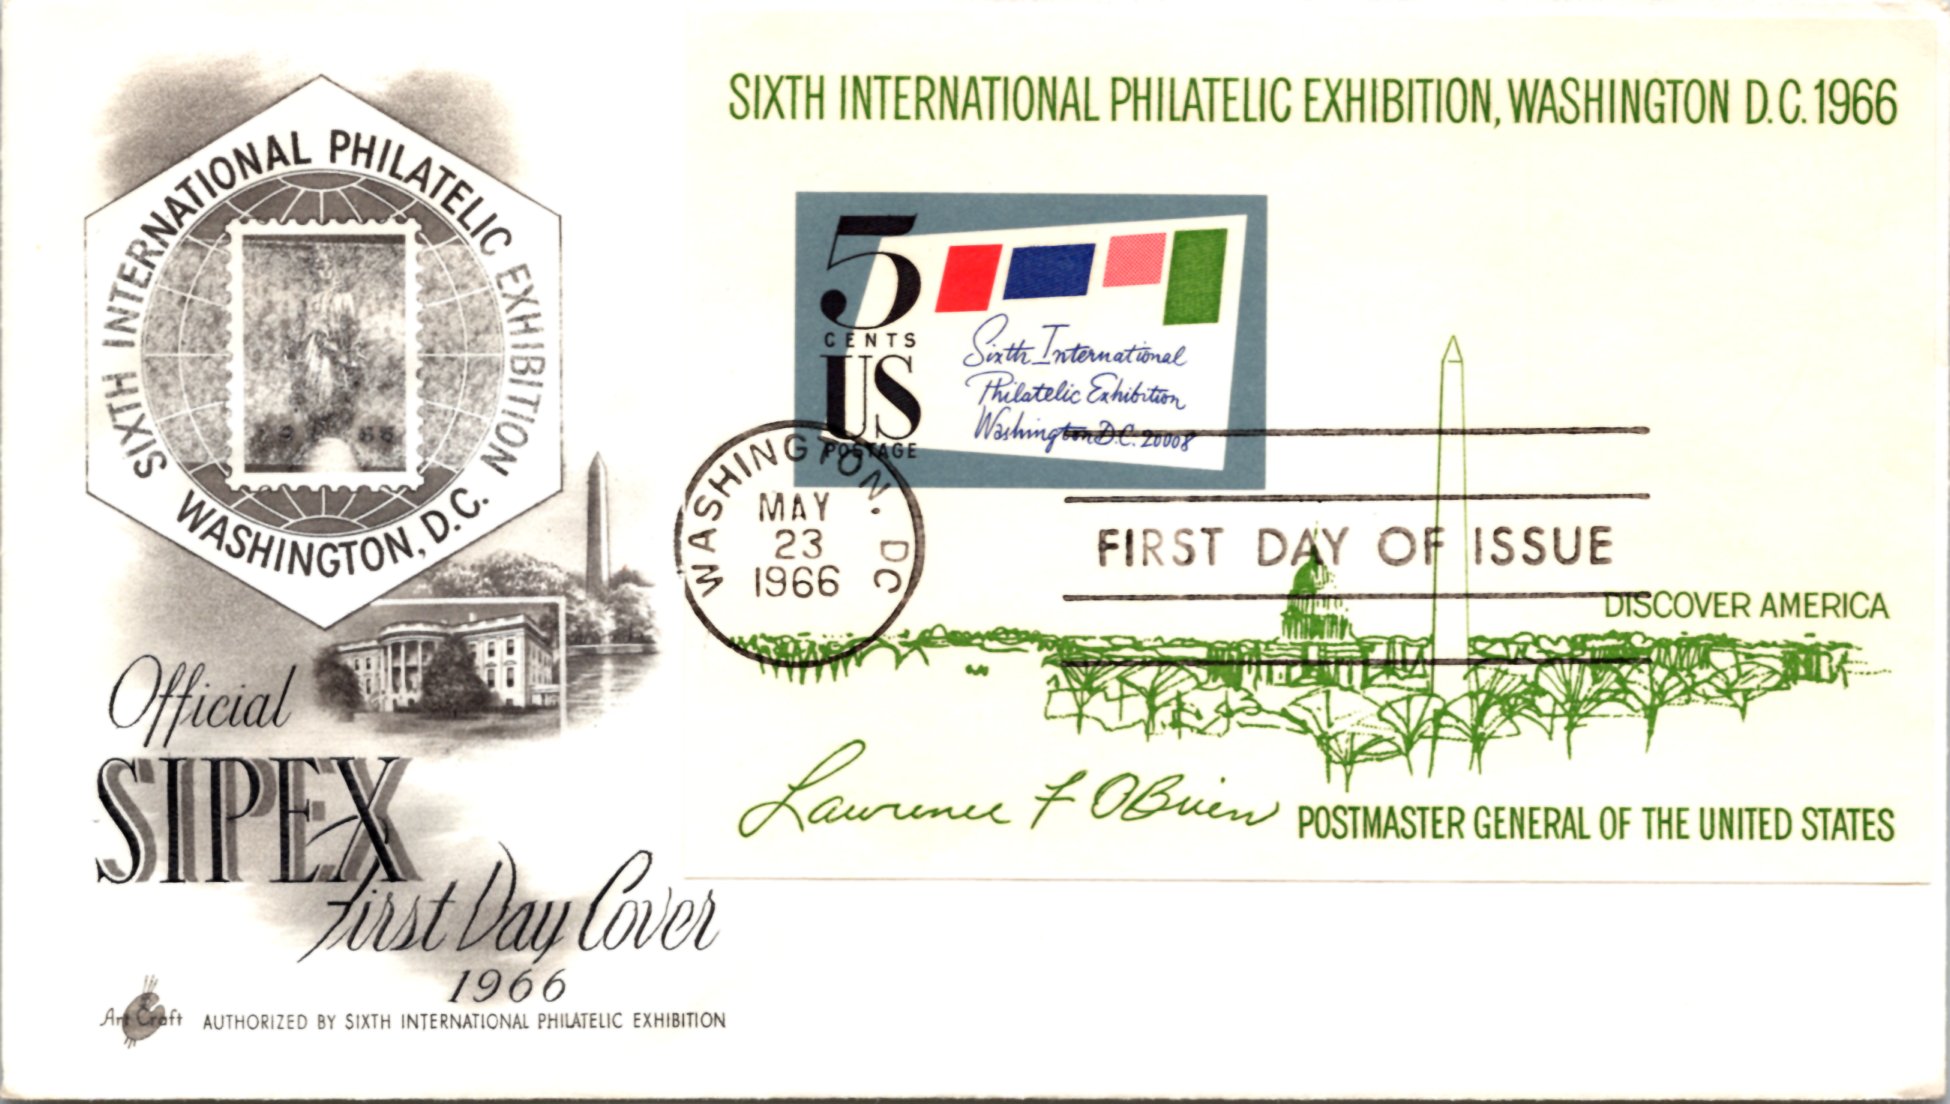 SIXTH INTERNATIONAL PHILATELIC EXHIBITION
WASHINGTON, D.C.
1966
Official
SIPEX
First Day Cover
1966
Art Craft
AUTHORIZED BY SIXTH INTERNATIONAL PHILATELIC EXHIBITION
SIXTH INTERNATIONAL PHILATELIC EXHIBITION, WASHINGTON D.C. 1966
5
CENTS
US
POSTAGE
Sixth International
Philatelic Exhibition
Washington D.C. 20008
WASHINGTON, DC
MAY
23
1966
FIRST DAY OF ISSUE
DISCOVER AMERICA
Lawrence F O'Brien
POSTMASTER GENERAL OF THE UNITED STATES